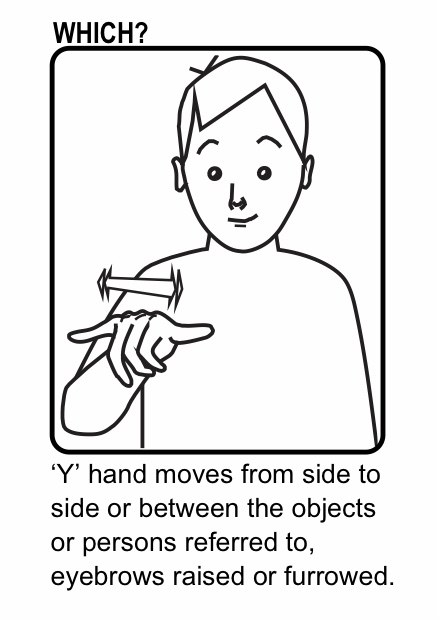 WHICH?
‘Y’ hand moves from side to
side or between the objects
or persons referred to,
eyebrows raised or furrowed.